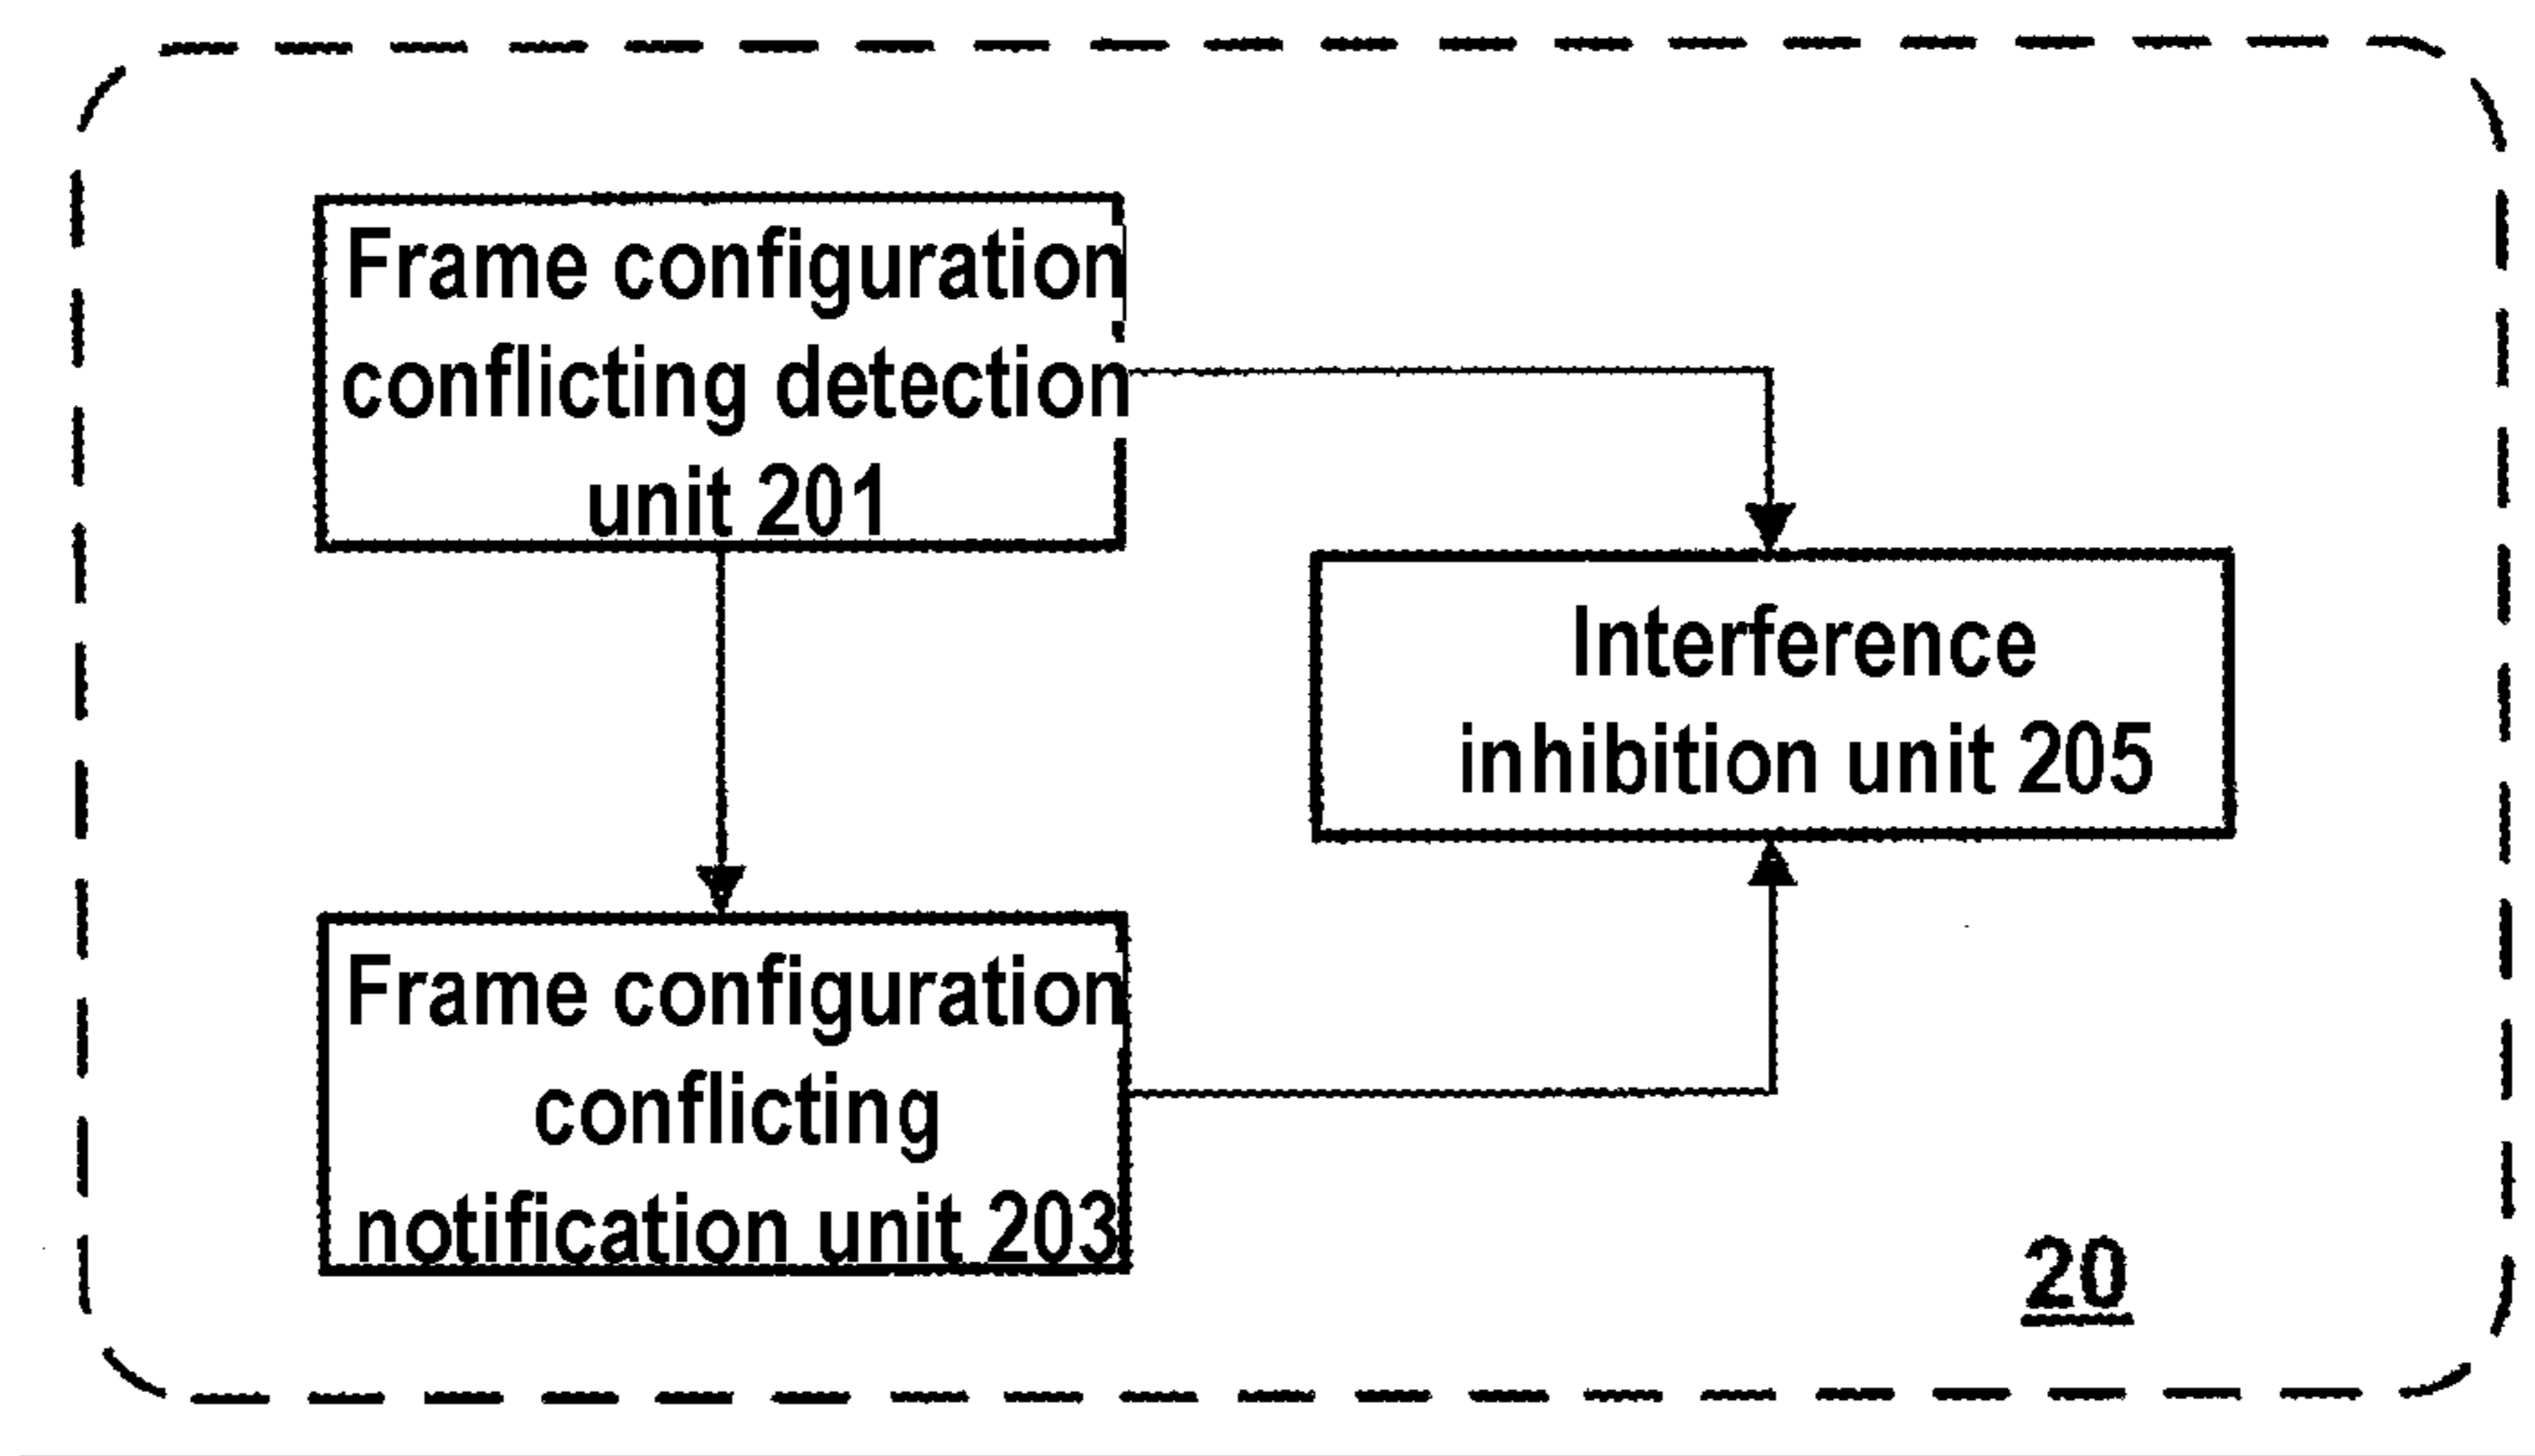 Frame configuration
conflicting detection
unit 201
Interference
inhibition unit 205
Frame configuration
conflicting
notification unit 203
20